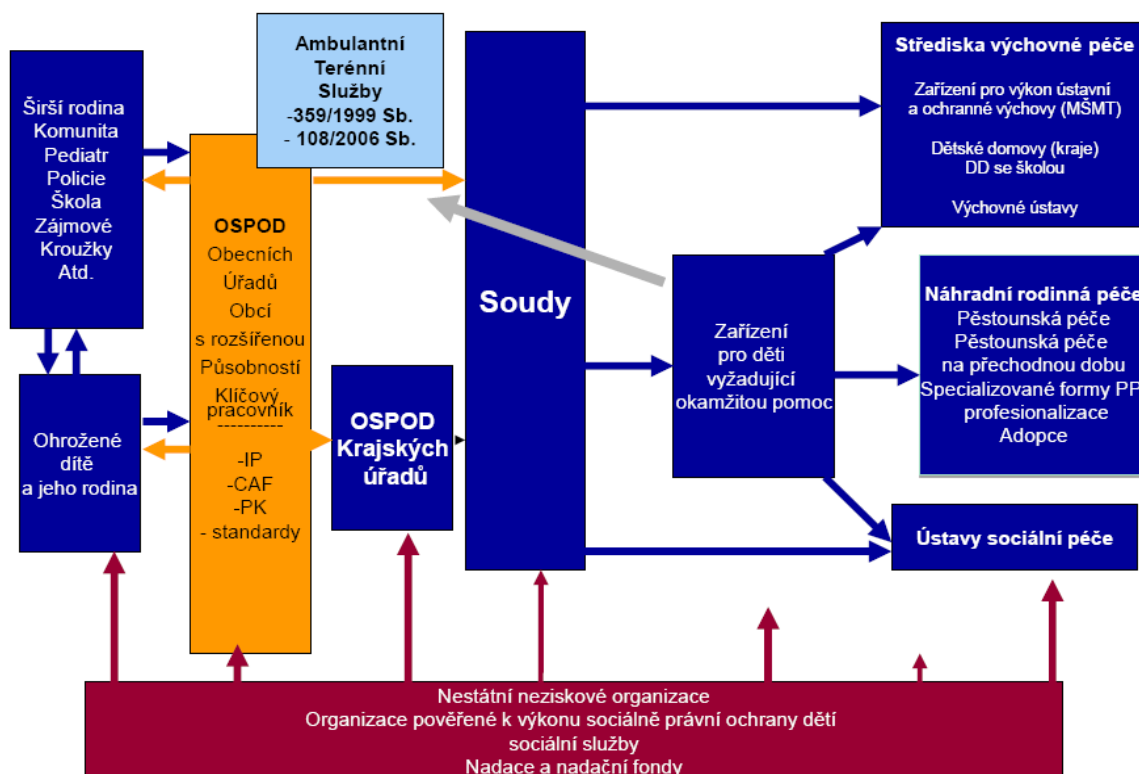 Širší rodina
Komunita
Pediatr
Policie
Škola
Zájmové
Kroužky
Atd.
Ohrožené
dítě
a jeho rodina
Ambulantní
Terénní
Služby
-359/1999 Sb.
- 108/2006 Sb.
OSPOD
Obecních
Úřadů
Obcí
s rozšířenou
Působností
Klíčový
pracovník
----------
-IP
-CAF
-PK
- standardy
OSPOD
Krajských
úřadů
Soudy
Zařízení
pro děti
vyžadující
okamžitou pomoc
Střediska výchovné péče
Zařízení pro výkon ústavní
a ochranné výchovy (MŠMT)
Dětské domovy (kraje)
DD se školou
Výchovné ústavy
Náhradní rodinná péče
Pěstounská péče
Pěstounská péče
na přechodnou dobu
Specializované formy PP
profesionalizace
Adopce
Ústavy sociální péče
Nestátní neziskové organizace
Organizace pověřené k výkonu sociálně právní ochrany dětí
sociální služby
Nadace a nadační fondy